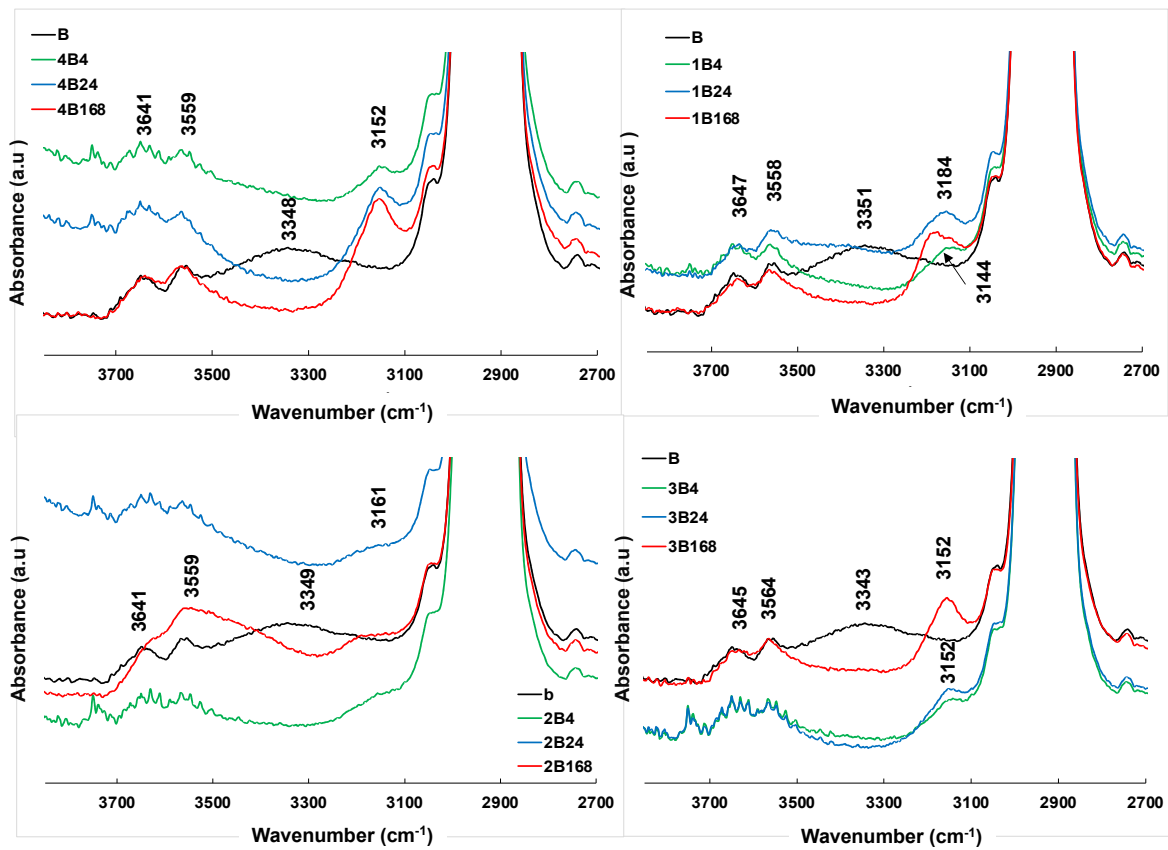 B
4B4
4B24
4B168
3641
3559
3348
3152
Absorbance (a.u)
3700 3500 3300 3100 2900 2700
Wavenumber (cm-1)
B
1B4
1B24
1B168
3647
3558
3351
3184
3144
Absorbance (a.u)
3700 3500 3300 3100 2900 2700
Wavenumber (cm-1)
3641
3559
3349
3161
b
2B4
2B24
2B168
Absorbance (a.u)
3700 3500 3300 3100 2900 2700
Wavenumber (cm-1)
B
3B4
3B24
3B168
3645
3564
3343
3152
3152
Absorbance (a.u)
3700 3500 3300 3100 2900 2700
Wavenumber (cm-1)